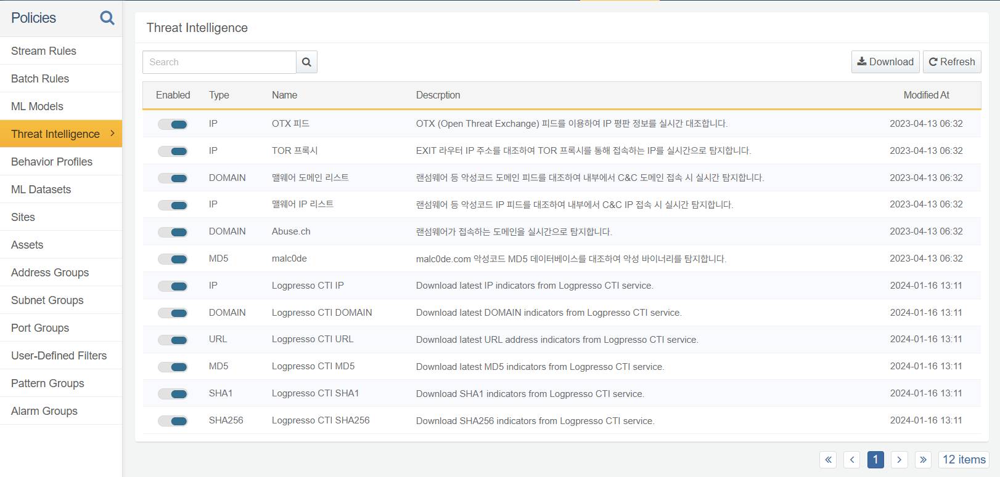 Policies
Stream Rules
Batch Rules
ML Models
Threat Intelligence
Behavior Profiles
ML Datasets
Sites
Assets
Address Groups
Subnet Groups
Port Groups
User-Defined Filters
Pattern Groups
Alarm Groups
Threat Intelligence
Search
Download Refresh
Enabled Type Name Descrption Modified At
IP OTX 피드 OTX (Open Threat Exchange) 피드를 이용하여 IP 평판 정보를 실시간 대조합니다. 2023-04-13 06:32
IP TOR 프록시 EXIT 라우터 IP 주소를 대조하여 TOR 프록시를 통해 접속하는 IP를 실시간으로 탐지합니다. 2023-04-13 06:32
DOMAIN 맬웨어 도메인 리스트 랜섬웨어 등 악성코드 도메인 피드를 대조하여 내부에서 C&C 도메인 접속 시 실시간 탐지합니다. 2023-04-13 06:32
IP 맬웨어 IP 리스트 랜섬웨어 등 악성코드 IP 피드를 대조하여 내부에서 C&C IP 접속 시 실시간 탐지합니다. 2023-04-13 06:32
DOMAIN Abuse.ch 랜섬웨어가 접속하는 도메인을 실시간으로 탐지합니다. 2023-04-13 06:32
MD5 malc0de malc0de.com 악성코드 MD5 데이터베이스를 대조하여 악성 바이너리를 탐지합니다. 2023-04-13 06:32
IP Logpresso CTI IP Download latest IP indicators from Logpresso CTI service. 2024-01-16 13:11
DOMAIN Logpresso CTI DOMAIN Download latest DOMAIN indicators from Logpresso CTI service. 2024-01-16 13:11
URL Logpresso CTI URL Download latest URL address indicators from Logpresso CTI service. 2024-01-16 13:11
MD5 Logpresso CTI MD5 Download latest MD5 indicators from Logpresso CTI service. 2024-01-16 13:11
SHA1 Logpresso CTI SHA1 Download SHA1 indicators from Logpresso CTI service. 2024-01-16 13:11
SHA256 Logpresso CTI SHA256 Download SHA256 indicators from Logpresso CTI service. 2024-01-16 13:11
« ‹ 1 › » 12 items